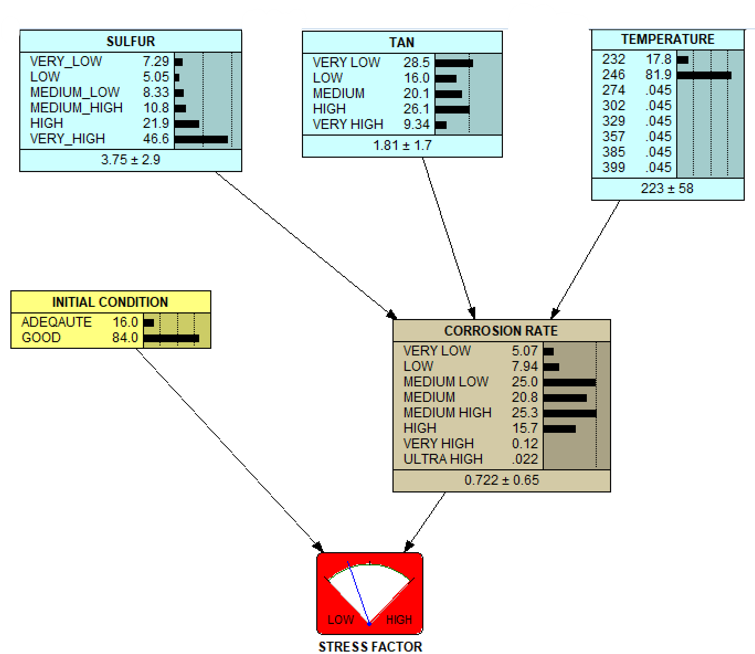 SULFUR
VERY_LOW 7.29
LOW 5.05
MEDIUM_LOW 8.33
MEDIUM_HIGH 10.8
HIGH 21.9
VERY_HIGH 46.6
3.75 ± 2.9
TAN
VERY LOW 28.5
LOW 16.0
MEDIUM 20.1
HIGH 26.1
VERY HIGH 9.34
1.81 ± 1.7
TEMPERATURE
232 17.8
246 81.9
274 .045
302 .045
329 .045
357 .045
385 .045
399 .045
223 ± 58
INITIAL CONDITION
ADEQAUTE 16.0
GOOD 84.0
CORROSION RATE
VERY LOW 5.07
LOW 7.94
MEDIUM LOW 25.0
MEDIUM 20.8
MEDIUM HIGH 25.3
HIGH 15.7
VERY HIGH 0.12
ULTRA HIGH .022
0.722 ± 0.65
LOW HIGH
STRESS FACTOR